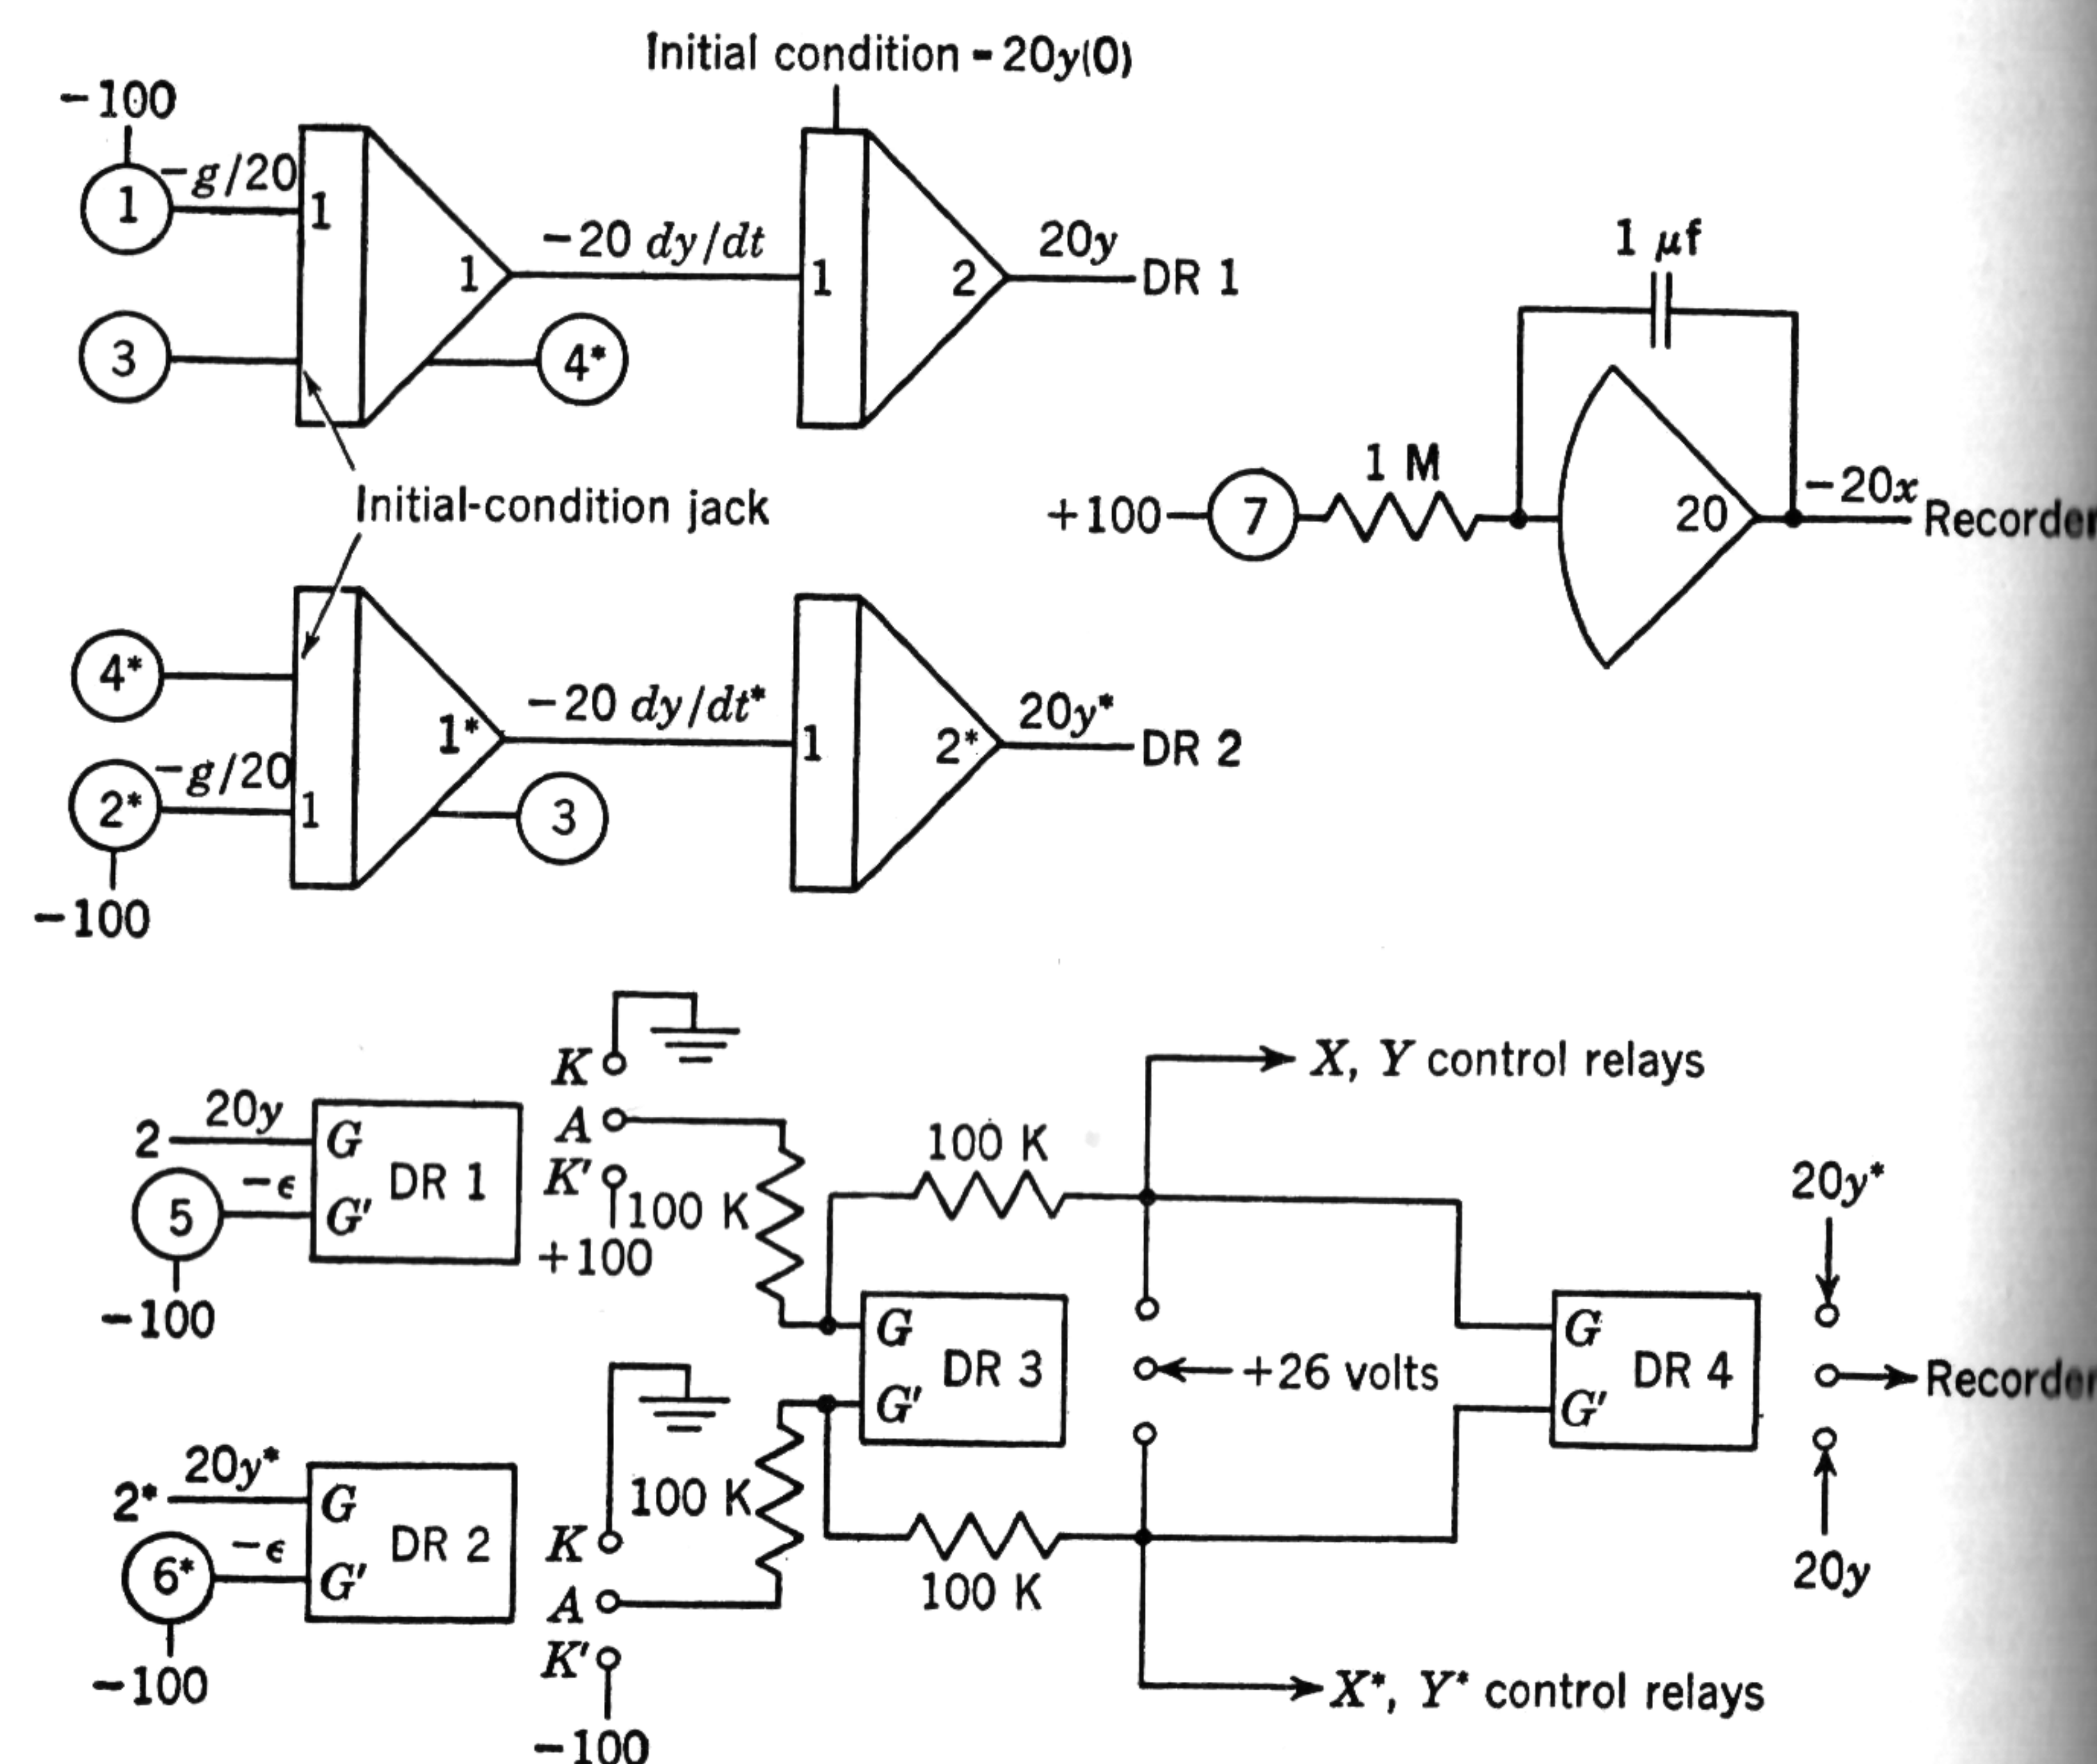 Initial condition - 20y(0)
-100
-g/20
1
1
1
-20 dy/dt
1
2
20y
DR 1
3
4*
Initial-condition jack
1 μf
+100
7
1 M
20
-20x
Recorder
4*
1*
-20 dy/dt*
1
2*
20y*
DR 2
2*
-g/20
1
3
-100
K
A
K'
+100
100 K
2
20y
G
DR 1
5
-ϵ
G'
-100
100 K
X, Y control relays
G
DR 3
G'
+26 volts
G
DR 4
G'
20y*
Recorder
20y
2*
20y*
G
DR 2
6*
-ϵ
G'
-100
K
A
K'
-100
100 K
100 K
X*, Y* control relays